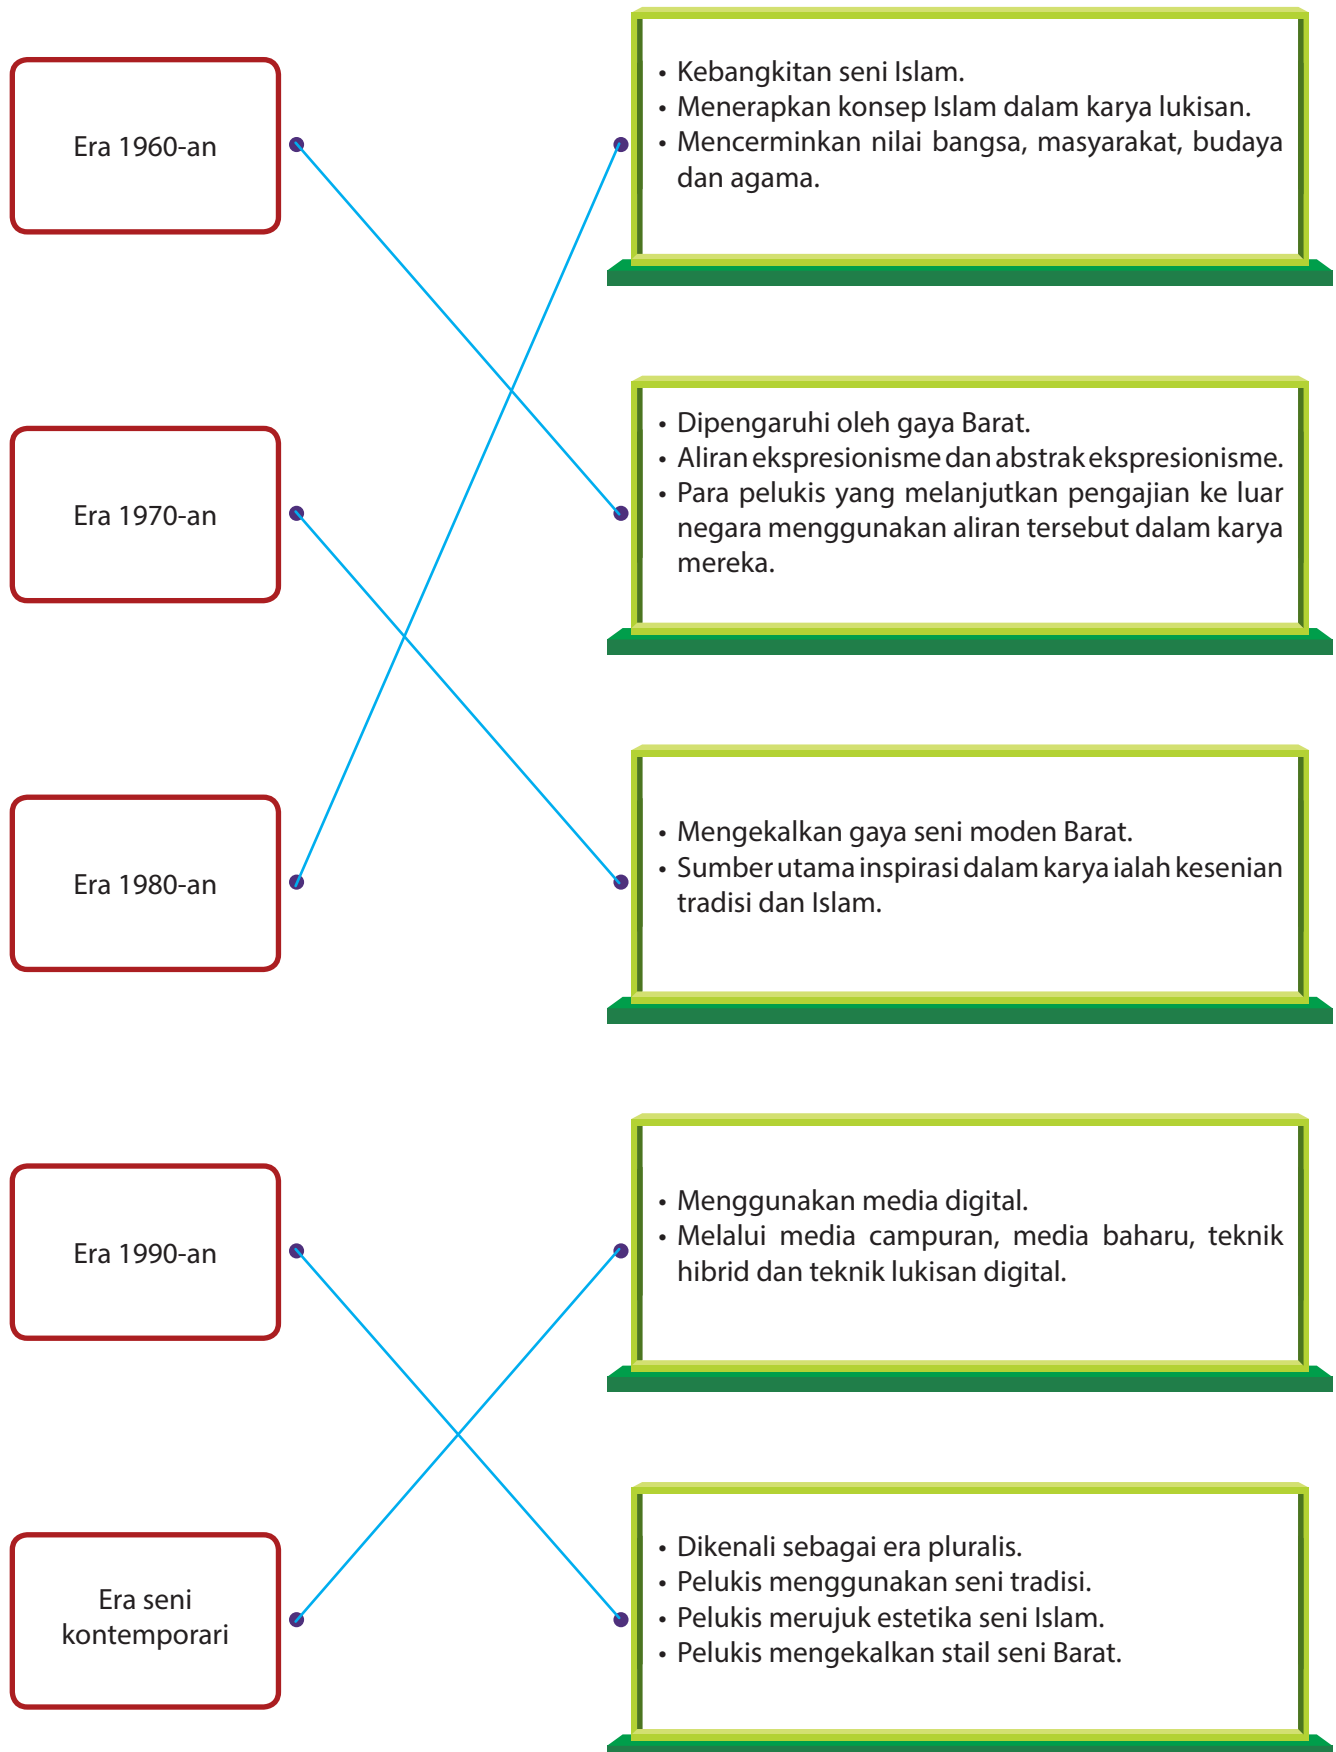 Era 1960-an
• Kebangkitan seni Islam.
• Menerapkan konsep Islam dalam karya lukisan.
• Mencerminkan nilai bangsa, masyarakat, budaya
dan agama.
Era 1970-an
• Dipengaruhi oleh gaya Barat.
• Aliran ekspresionisme dan abstrak ekspresionisme.
• Para pelukis yang melanjutkan pengajian ke luar
negara menggunakan aliran tersebut dalam karya
mereka.
Era 1980-an
• Mengekalkan gaya seni moden Barat.
• Sumber utama inspirasi dalam karya ialah kesenian
tradisi dan Islam.
Era 1990-an
• Menggunakan media digital.
• Melalui media campuran, media baharu, teknik
hibrid dan teknik lukisan digital.
Era seni
kontemporari
• Dikenali sebagai era pluralis.
• Pelukis menggunakan seni tradisi.
• Pelukis merujuk estetika seni Islam.
• Pelukis mengekalkan stail seni Barat.